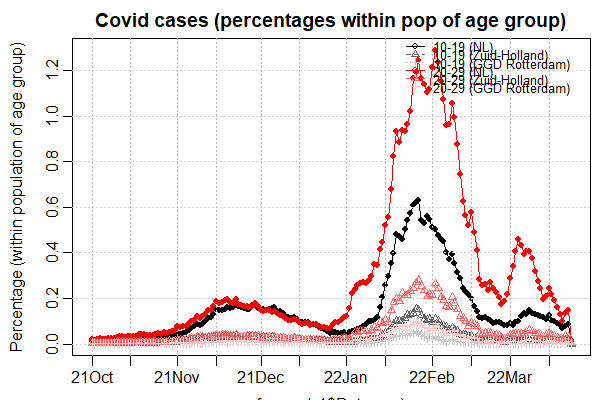 Covid cases (percentages within pop of age group)
Percentage (within population of age group)
1.2
1.0
0.8
0.6
0.4
0.2
0.0
10-19 (NL)
10-19 (Zuid-Holland)
10-19 (GGD Rotterdam)
20-29 (NL)
20-29 (Zuid-Holland)
20-29 (GGD Rotterdam)
21Oct 21Nov 21Dec 22Jan 22Feb 22Mar